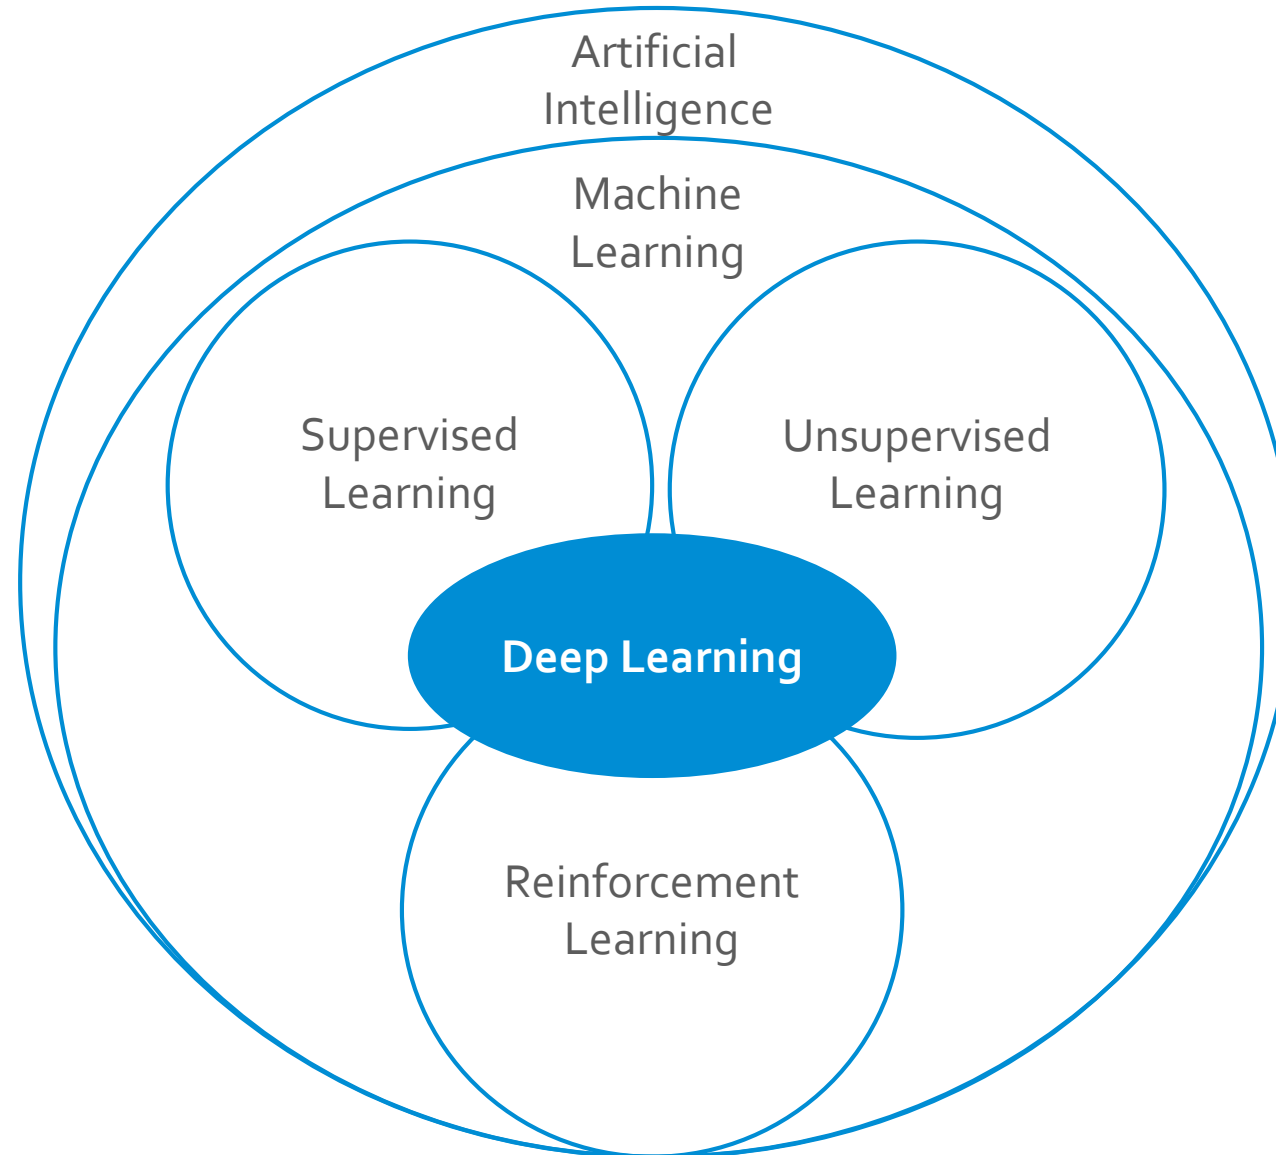 Artificial
Intelligence
Machine
Learning
Supervised
Learning
Unsupervised
Learning
Deep Learning
Reinforcement
Learning